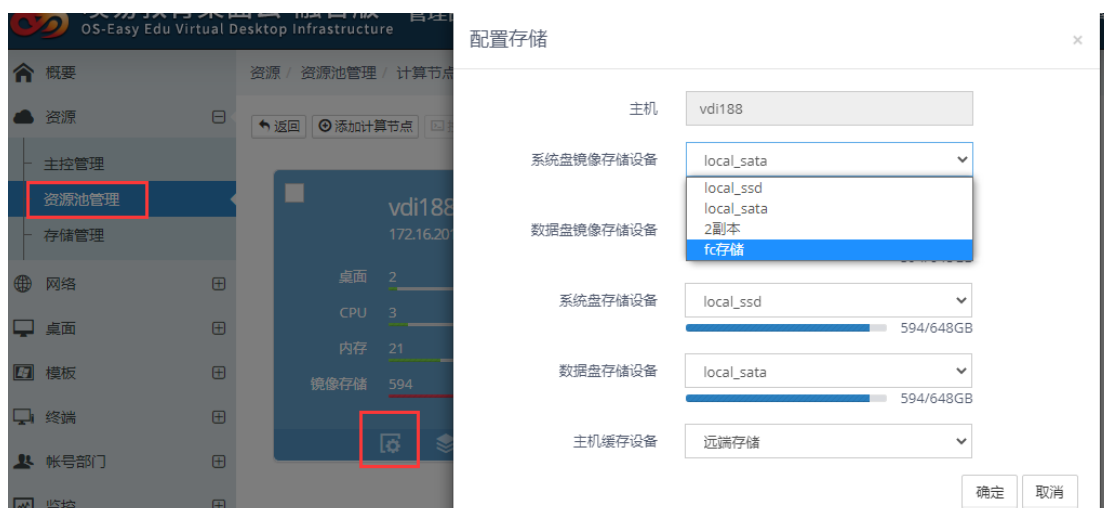 OS-Easy Edu Virtual Desktop Infrastructure
概要
资源
主控管理
资源池管理
存储管理
网络
桌面
模板
终端
帐号部门
监控
资源 / 资源池管理 / 计算节点
返回
添加计算节点
vdi188
172.16.201
桌面 2
CPU 3
内存 21
镜像存储 594
配置存储
×
主机 vdi188
系统盘镜像存储设备 local_sata
local_ssd
local_sata
2副本
fc存储
数据盘镜像存储设备
系统盘存储设备 local_ssd
594/648GB
数据盘存储设备 local_sata
594/648GB
主机缓存设备 远端存储
确定 取消